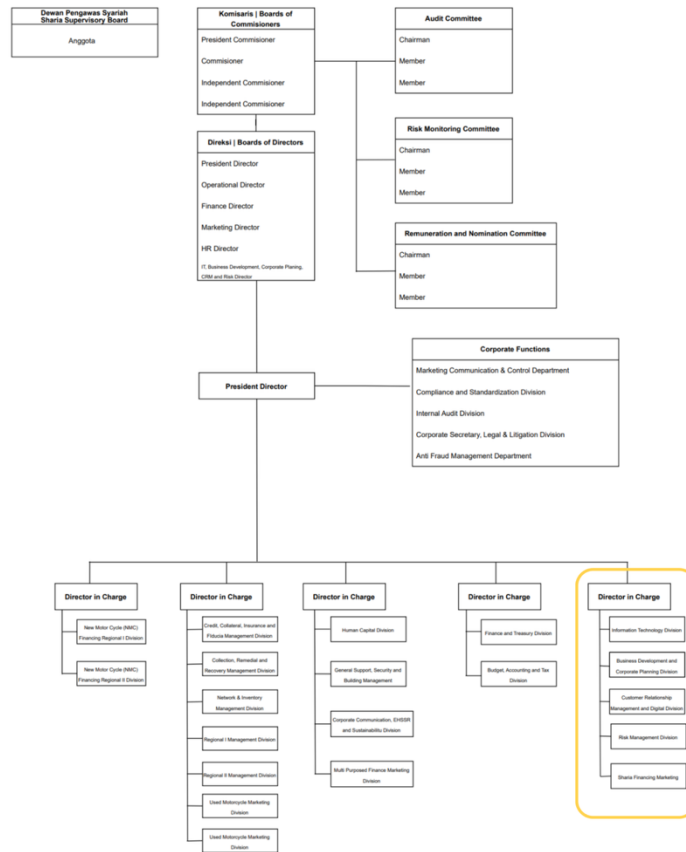 Dewan Pengawas Syariah
Sharia Supervisory Board
Anggota
Komisaris | Boards of
Commisioners
President Commisioner
Commisioner
Independent Commisioner
Independent Commisioner
Audit Committee
Chairman
Member
Member
Direksi | Boards of Directors
President Director
Operational Director
Finance Director
Marketing Director
HR Director
IT, Business Development, Corporate Planing,
CRM and Risk Director
Risk Monitoring Committee
Chairman
Member
Member
Remuneration and Nomination Committee
Chairman
Member
Member
President Director
Corporate Functions
Marketing Communication & Control Department
Compliance and Standardization Division
Internal Audit Division
Corporate Secretary, Legal & Litigation Division
Anti Fraud Management Department
Director in Charge
New Motor Cycle (NMC)
Financing Regional I Division
New Motor Cycle (NMC)
Financing Regional II Division
Director in Charge
Credit, Collateral, Insurance and
Fiducia Management Division
Collection, Remedial and
Recovery Management Division
Network & Inventory
Management Division
Regional I Management Division
Regional II Management Division
Used Motorcycle Marketing
Division
Used Motorcycle Marketing
Division
Director in Charge
Human Capital Division
General Support, Security and
Building Management
Corporate Communication, EHSSR
and Sustainability Division
Multi Purposed Finance Marketing
Division
Director in Charge
Finance and Treasury Division
Budget, Accounting and Tax
Division
Director in Charge
Information Technology Division
Business Development and
Corporate Planning Division
Customer Relationship
Management and Digital Division
Risk Management Division
Sharia Financing Marketing